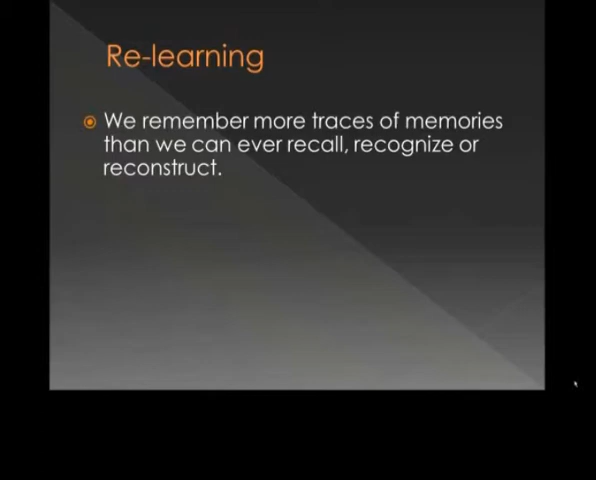 Re-learning
We remember more traces of memories
than we can ever recall, recognize or
reconstruct.